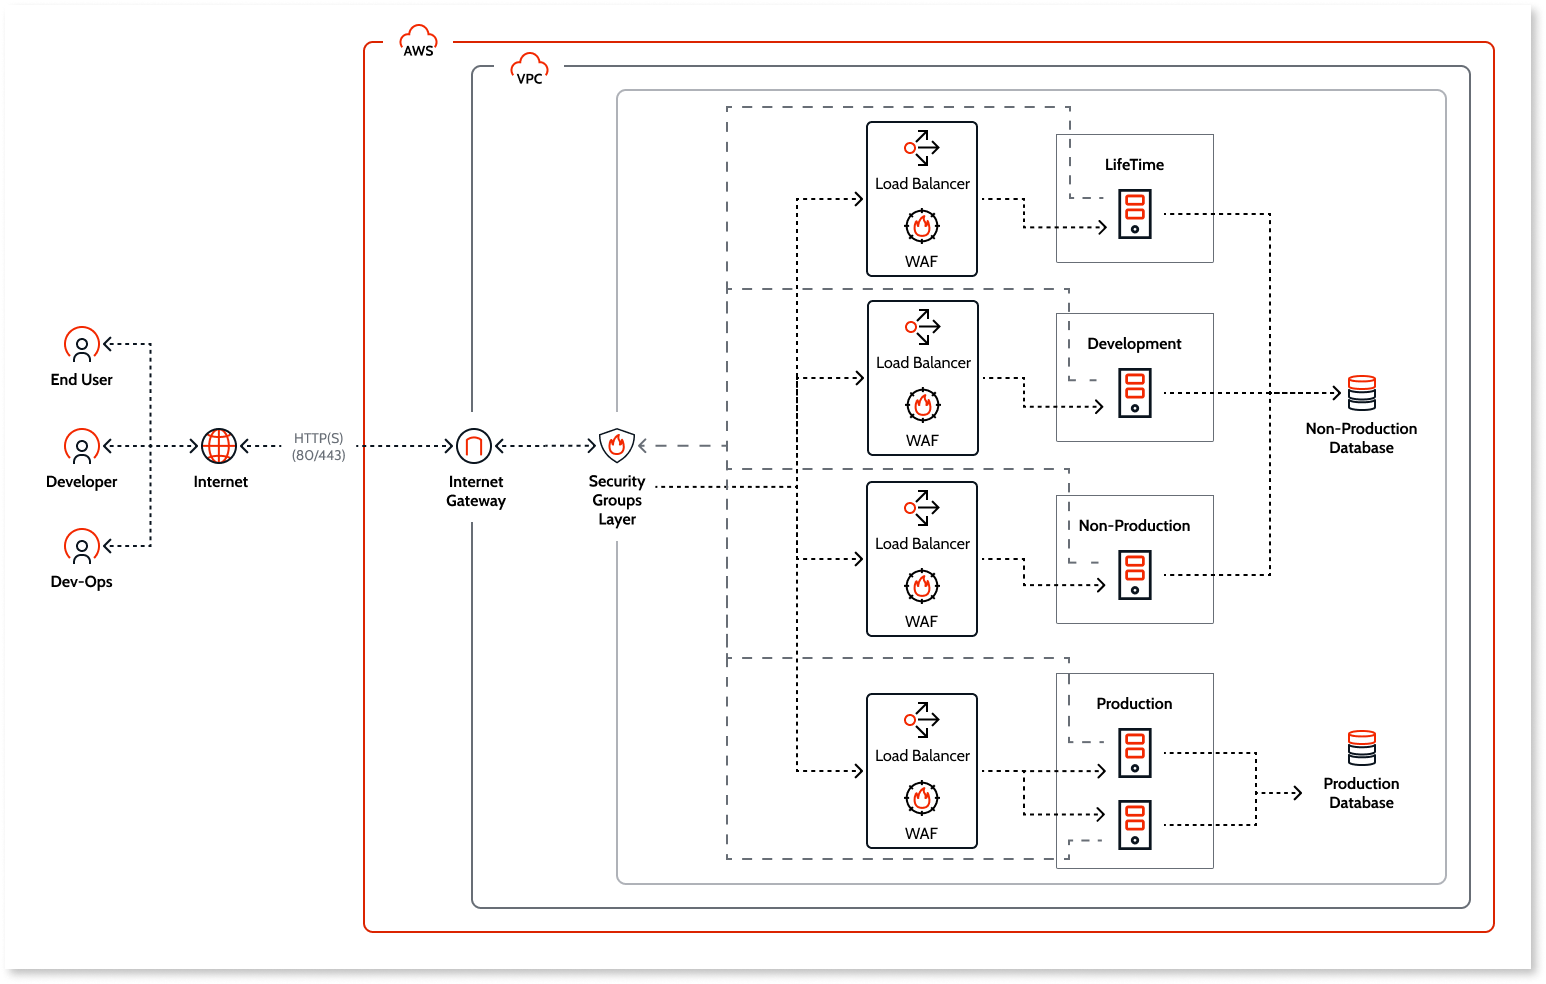 AWS
VPC
Load Balancer
WAF
LifeTime
Load Balancer
WAF
Development
Non-Production
Database
End User
Developer
Dev-Ops
Internet
HTTP(S)
(80/443)
Internet
Gateway
Security
Groups
Layer
Load Balancer
WAF
Non-Production
Load Balancer
WAF
Production
Production
Database